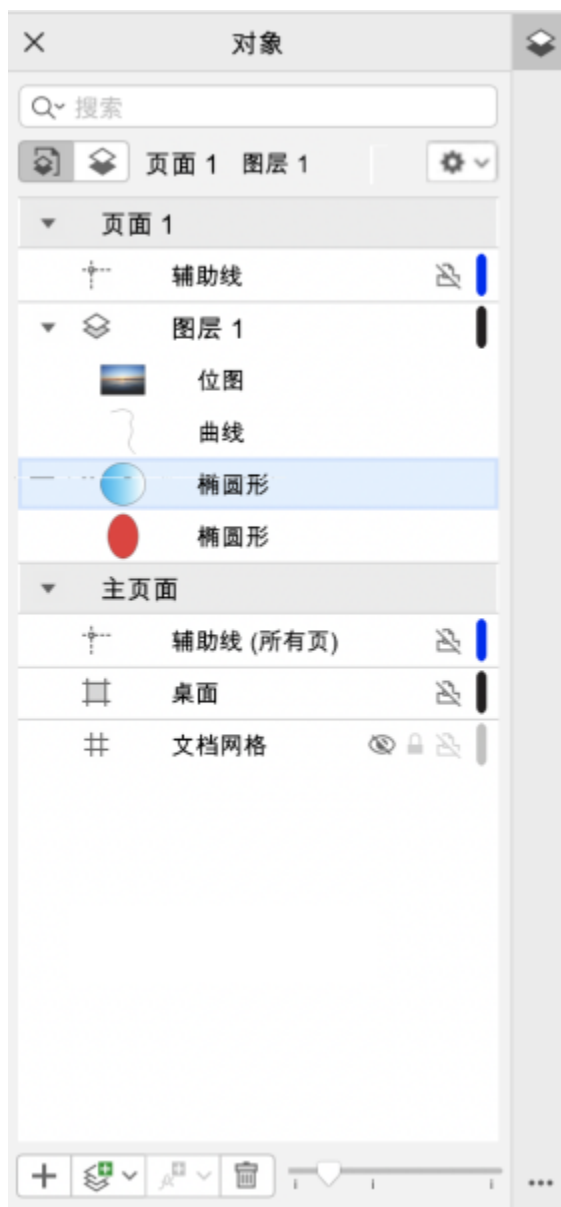 对象
搜索
页面 1 图层 1
页面 1
辅助线
图层 1
位图
曲线
椭圆形
椭圆形
主页面
辅助线 (所有页)
桌面
文档网格